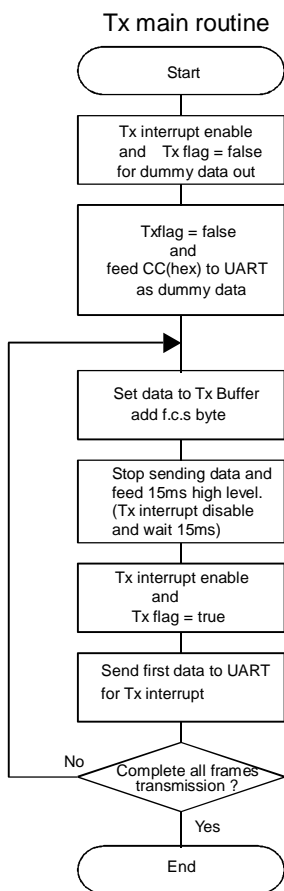 Tx main routine
Start
Tx interrupt enable
and Tx flag = false
for dummy data out
Txflag = false
and
feed CC(hex) to UART
as dummy data
Set data to Tx Buffer
add f.c.s byte
Stop sending data and
feed 15ms high level.
(Tx interrupt disable
and wait 15ms)
Tx interrupt enable
and
Tx flag = true
Send first data to UART
for Tx interrupt
No
Complete all frames
transmission ?
Yes
End